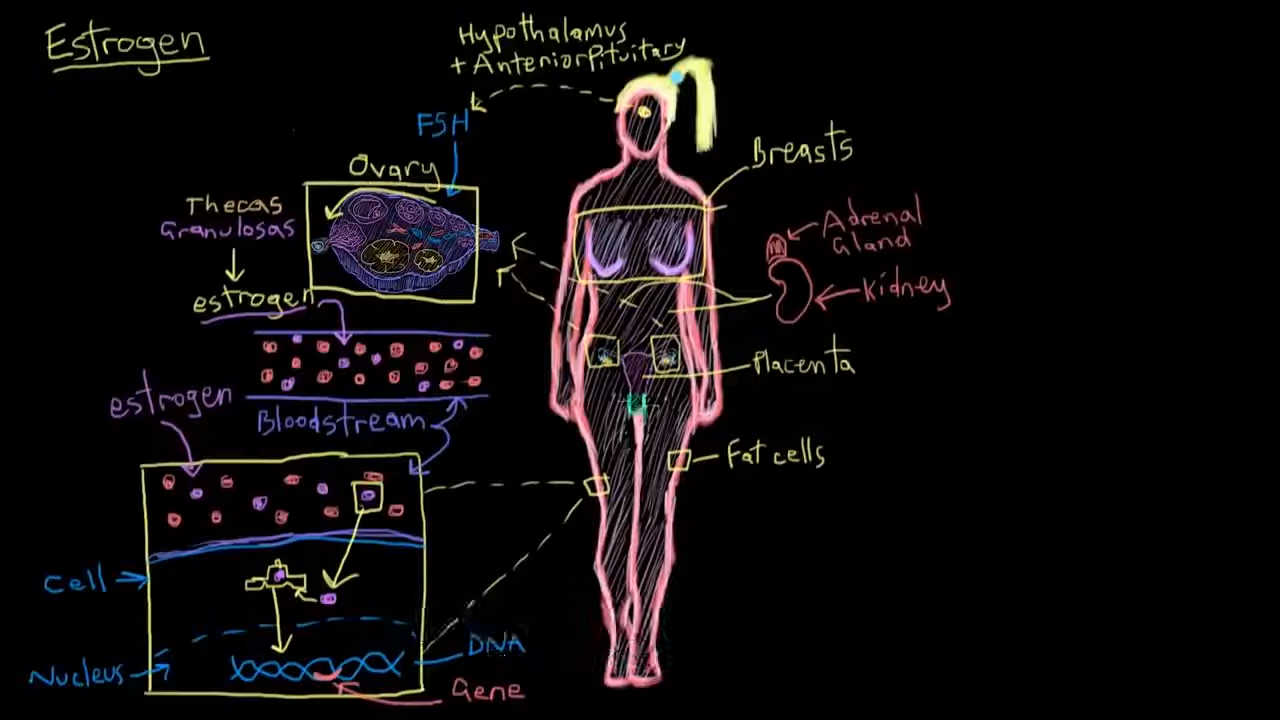 Estrogen
Hypothalamus
+ Anterior Pituitary
FSH
Ovary
Thecas
Granulosas
estrogen
Breasts
Adrenal
Gland
Kidney
Placenta
estrogen
Bloodstream
Fat cells
Cell
Nucleus
DNA
Gene